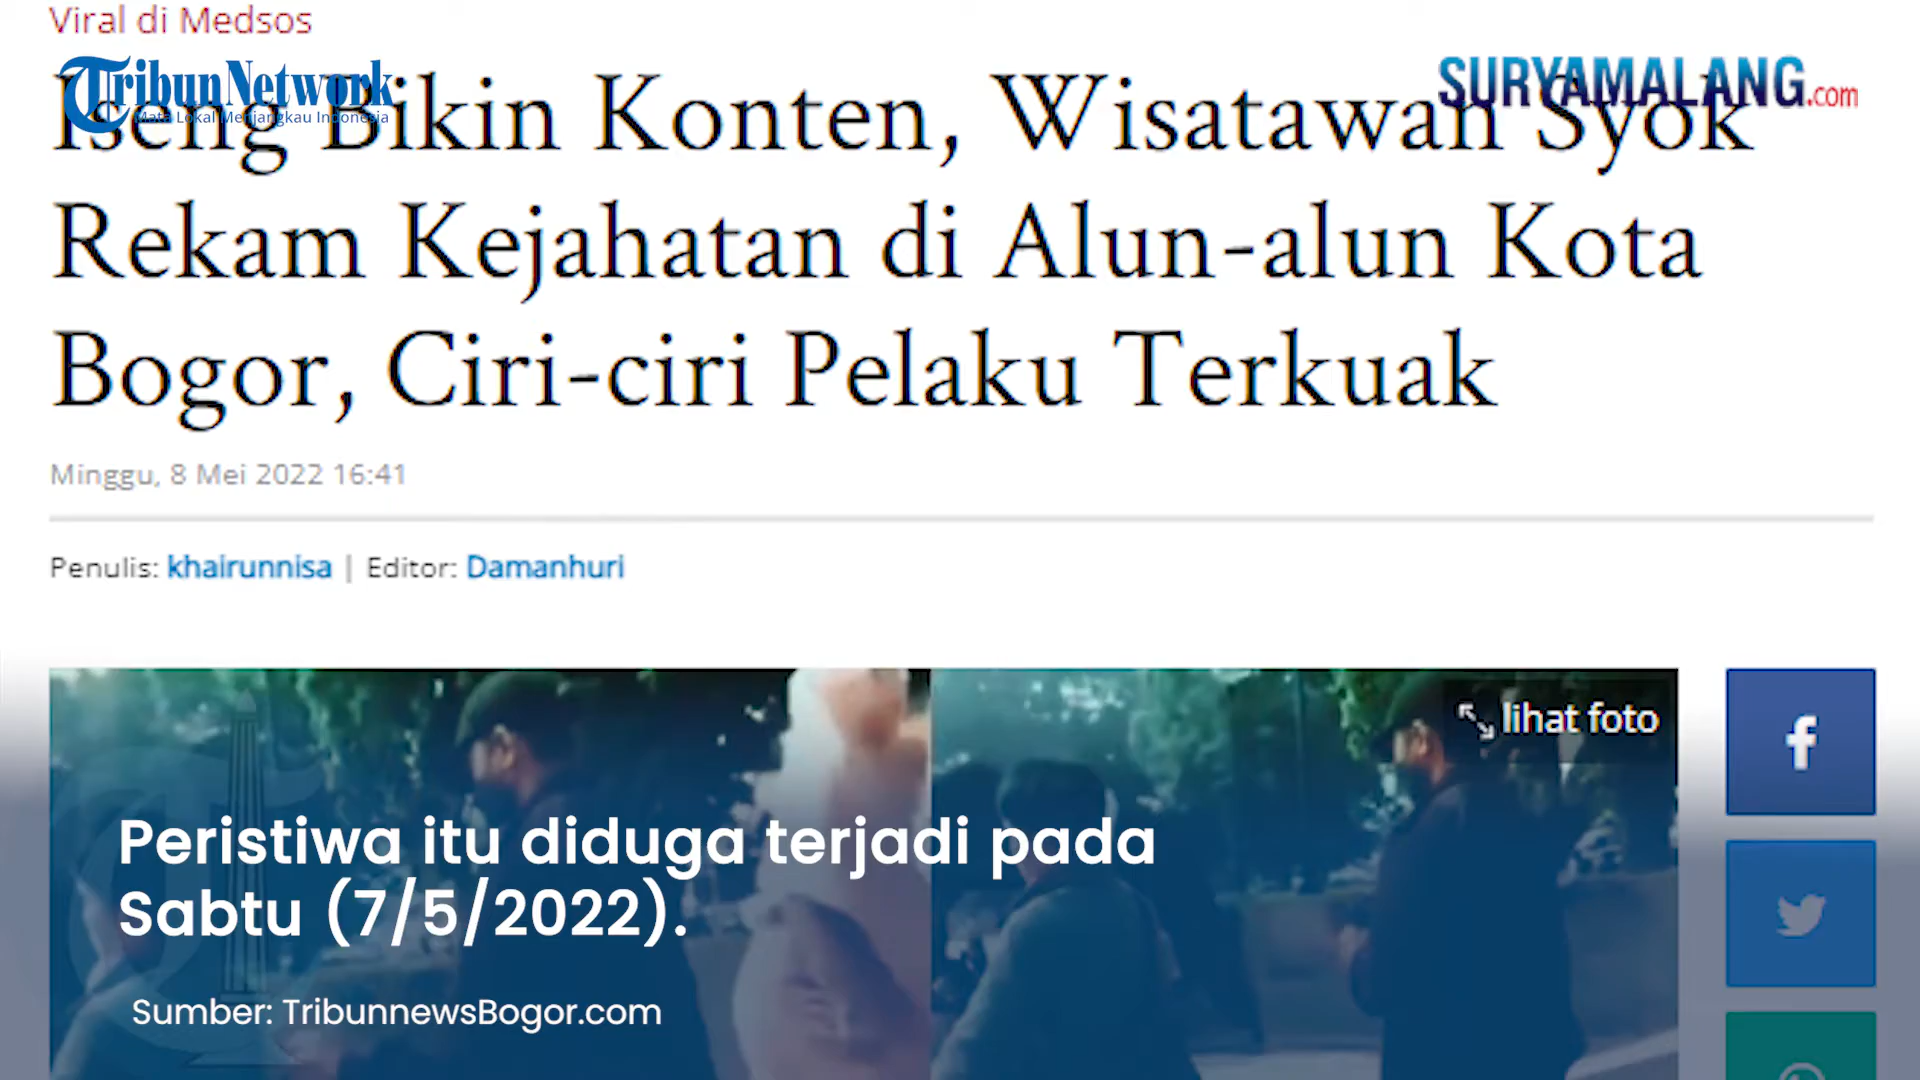 Viral di Medsos
TribunNetwork
Mata Lokal Menjangkau Indonesia
SURYAMALANG.com
Iseng Bikin Konten, Wisatawan Syok
Rekam Kejahatan di Alun-alun Kota
Bogor, Ciri-ciri Pelaku Terkuak
Minggu, 8 Mei 2022 16:41
Penulis: khairunnisa | Editor: Damanhuri
lihat foto
Peristiwa itu diduga terjadi pada
Sabtu (7/5/2022).
Sumber: TribunnewsBogor.com